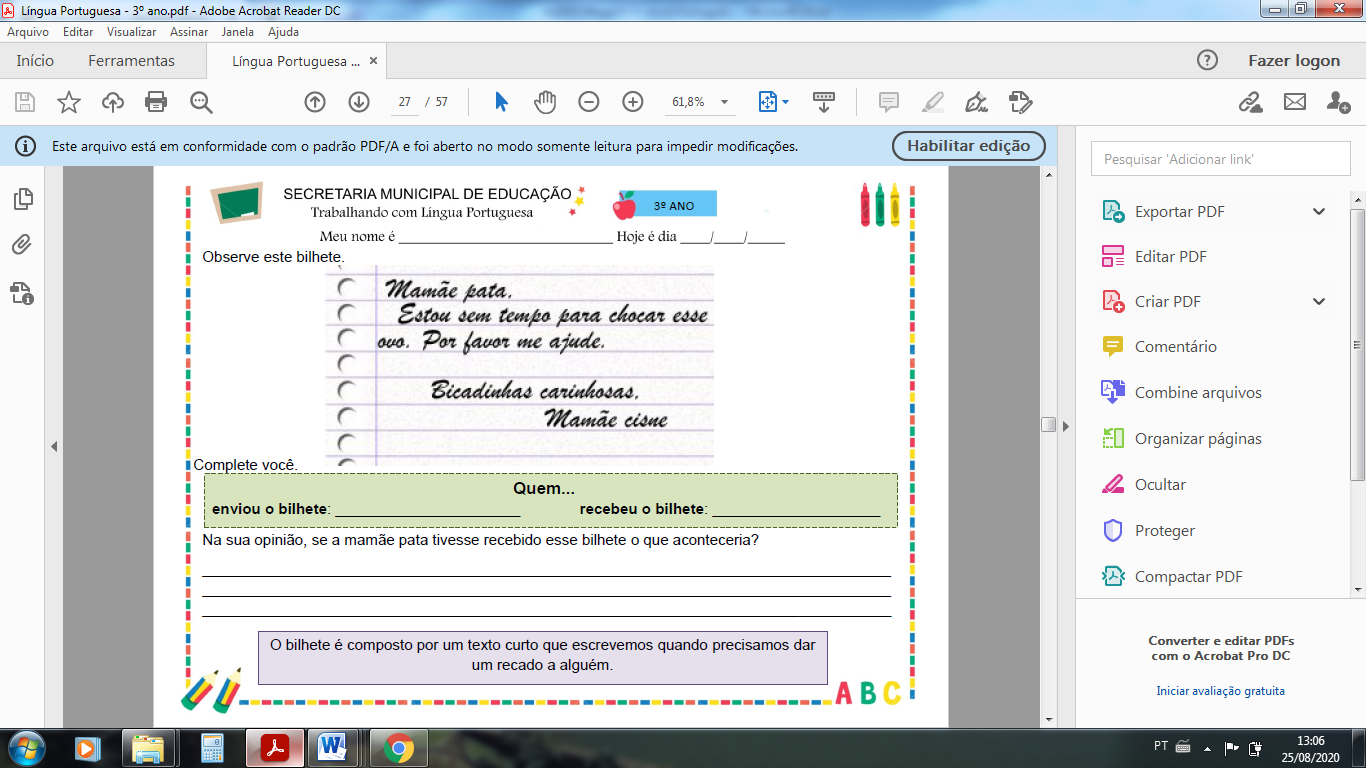 Língua Portuguesa - 3º ano.pdf - Adobe Acrobat Reader DC
Arquivo Editar Visualizar Assinar Janela Ajuda
Início Ferramentas Língua Portuguesa ... Fazer logon
27 / 57 61,8%
Este arquivo está em conformidade com o padrão PDF/A e foi aberto no modo somente leitura para impedir modificações. Habilitar edição
SECRETARIA MUNICIPAL DE EDUCAÇÃO
Trabalhando com Língua Portuguesa
3º ANO
Meu nome é ____________________________ Hoje é dia ____/____/_____
Observe este bilhete.
Mamãe pata,
Estou sem tempo para chocar esse
ovo. Por favor me ajude.
Bicadinhas carinhosas,
Mamãe cisne
Complete você.
Quem...
enviou o bilhete: ______________________ recebeu o bilhete: ____________________
Na sua opinião, se a mamãe pata tivesse recebido esse bilhete o que aconteceria?
O bilhete é composto por um texto curto que escrevemos quando precisamos dar
um recado a alguém.
A B C
Pesquisar 'Adicionar link'
Exportar PDF
Editar PDF
Criar PDF
Comentário
Combine arquivos
Organizar páginas
Ocultar
Proteger
Compactar PDF
Converter e editar PDFs
com o Acrobat Pro DC
Iniciar avaliação gratuita
PT
13:06
25/08/2020